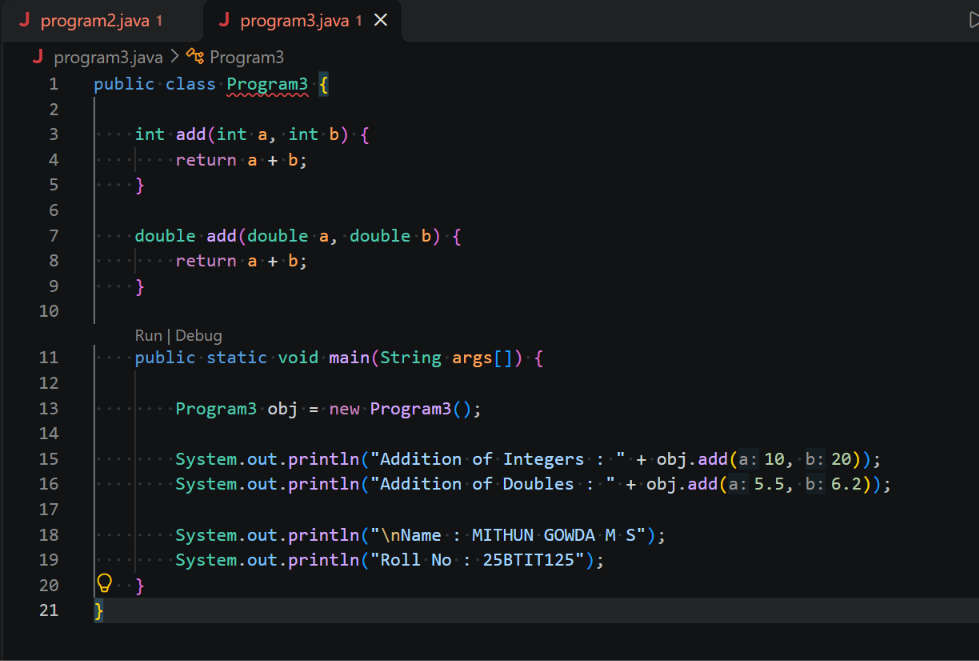 J program2.java 1 J program3.java 1 ✕
J program3.java > Program3
1 public class Program3 {
2
3 int add(int a, int b) {
4 return a + b;
5 }
6
7 double add(double a, double b) {
8 return a + b;
9 }
10
Run | Debug
11 public static void main(String args[]) {
12
13 Program3 obj = new Program3();
14
15 System.out.println("Addition of Integers : " + obj.add(a: 10, b: 20));
16 System.out.println("Addition of Doubles : " + obj.add(a: 5.5, b: 6.2));
17
18 System.out.println("\nName : MITHUN GOWDA M S");
19 System.out.println("Roll No : 25BTIT125");
20 }
21 }